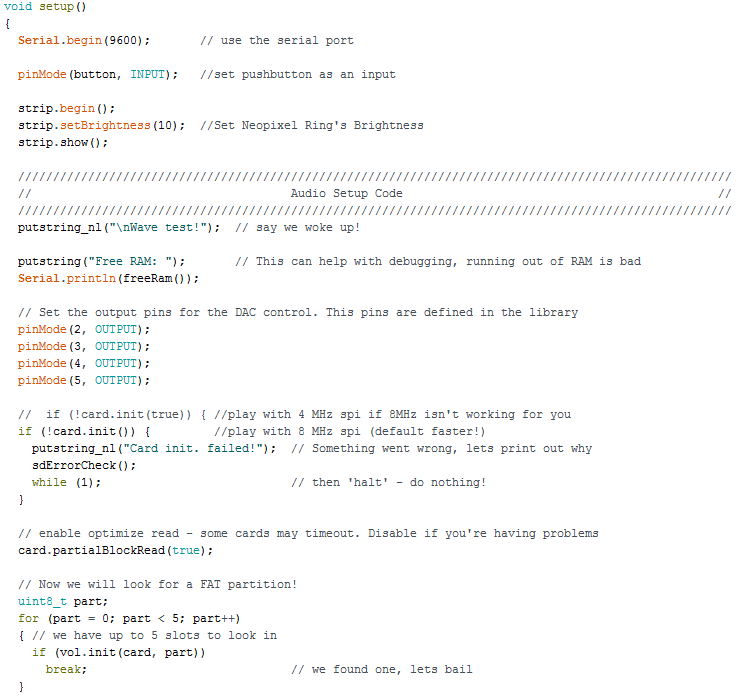 void setup()
{
  Serial.begin(9600);       // use the serial port
  pinMode(button, INPUT);   //set pushbutton as an input
  strip.begin();
  strip.setBrightness(10);  //Set Neopixel Ring's Brightness
  strip.show();
  //////////////////////////////////////////////////////////////////////////////////////////////////////
  //                                     Audio Setup Code                                             //
  //////////////////////////////////////////////////////////////////////////////////////////////////////
  putstring_nl("\nWave test!");  // say we woke up!
  putstring("Free RAM: ");       // This can help with debugging, running out of RAM is bad
  Serial.println(freeRam());
  // Set the output pins for the DAC control. This pins are defined in the library
  pinMode(2, OUTPUT);
  pinMode(3, OUTPUT);
  pinMode(4, OUTPUT);
  pinMode(5, OUTPUT);
  //  if (!card.init(true)) { //play with 4 MHz spi if 8MHz isn't working for you
  if (!card.init()) {         //play with 8 MHz spi (default faster!)
    putstring_nl("Card init. failed!");  // Something went wrong, lets print out why
    sdErrorCheck();
    while (1);                           // then 'halt' - do nothing!
  }
  // enable optimize read - some cards may timeout. Disable if you're having problems
  card.partialBlockRead(true);
  // Now we will look for a FAT partition!
  uint8_t part;
  for (part = 0; part < 5; part++)
  { // we have up to 5 slots to look in
    if (vol.init(card, part))
      break;                             // we found one, lets bail
  }